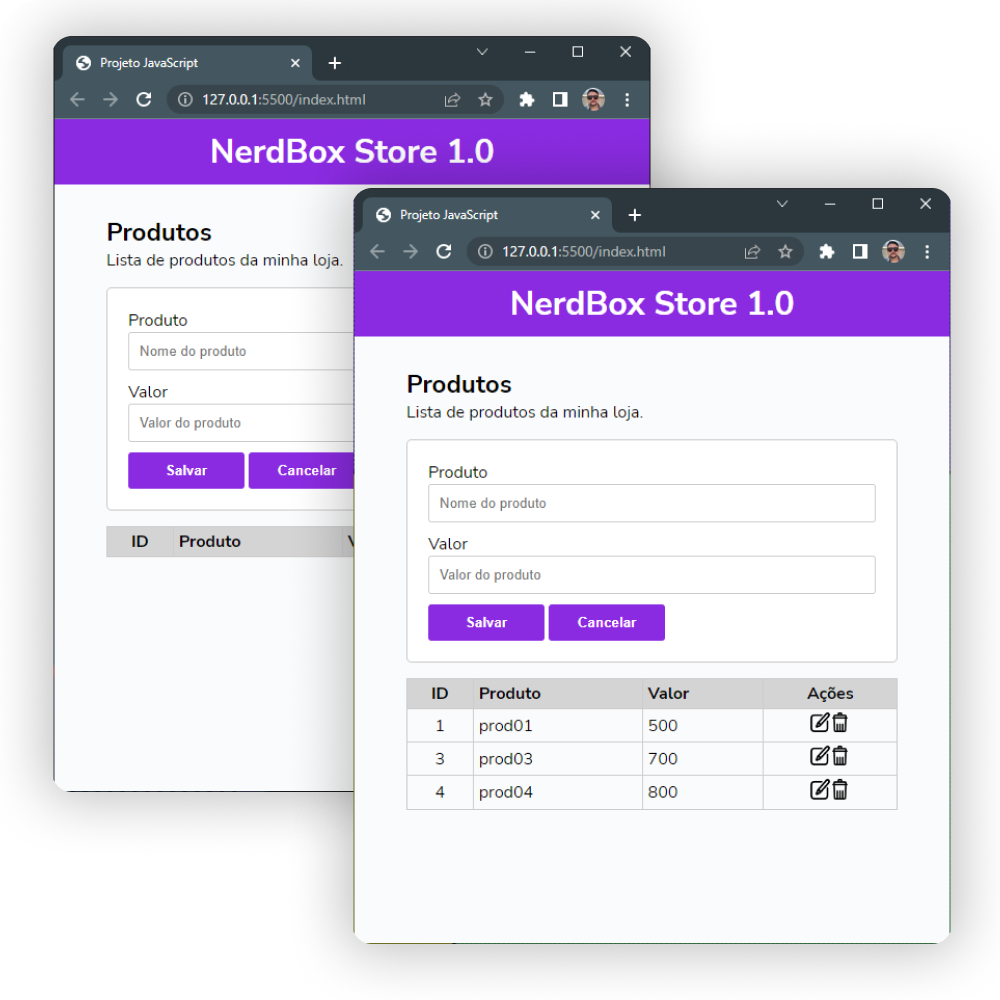 Projeto JavaScript
127.0.0.1:5500/index.html
NerdBox Store 1.0
Produtos
Lista de produtos da minha loja.
Produto
Nome do produto
Valor
Valor do produto
Salvar Cancelar
ID Produto
Projeto JavaScript
127.0.0.1:5500/index.html
NerdBox Store 1.0
Produtos
Lista de produtos da minha loja.
Produto
Nome do produto
Valor
Valor do produto
Salvar Cancelar
ID Produto Valor Ações
1 prod01 500
3 prod03 700
4 prod04 800